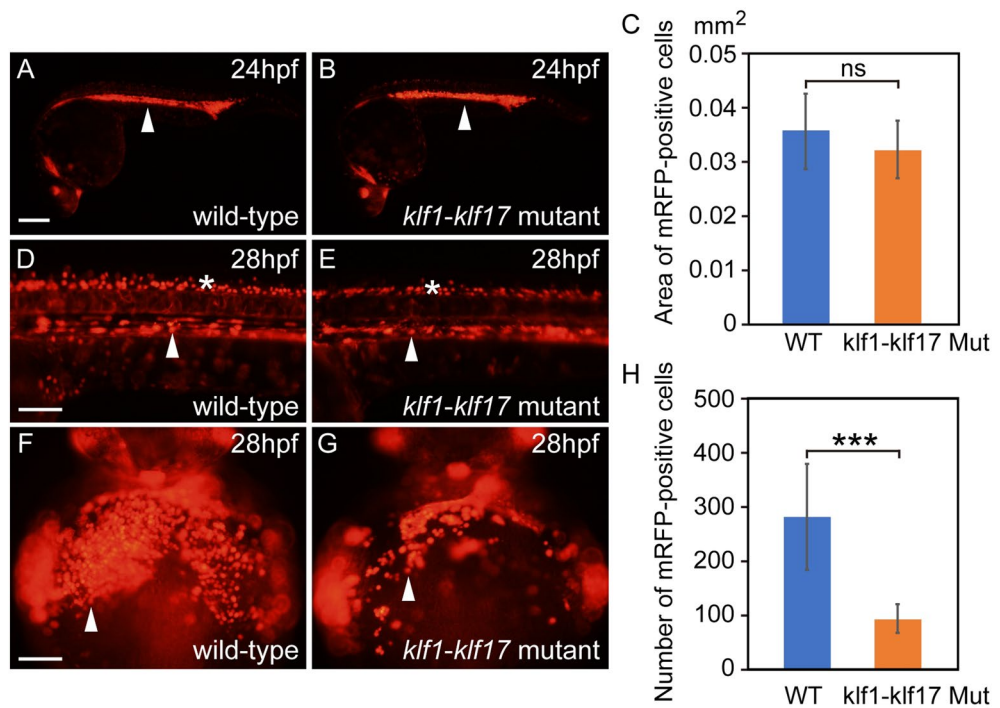 A 24hpf
wild-type
B 24hpf
klf1-klf17 mutant
C mm²
Area of mRFP-positive cells
0.05
0.04
0.03
0.02
0.01
0
ns
WT klf1-klf17 Mut
D 28hpf
*
wild-type
E 28hpf
*
klf1-klf17 mutant
F 28hpf
wild-type
G 28hpf
klf1-klf17 mutant
H
Number of mRFP-positive cells
500
400
300
200
100
0
***
WT klf1-klf17 Mut